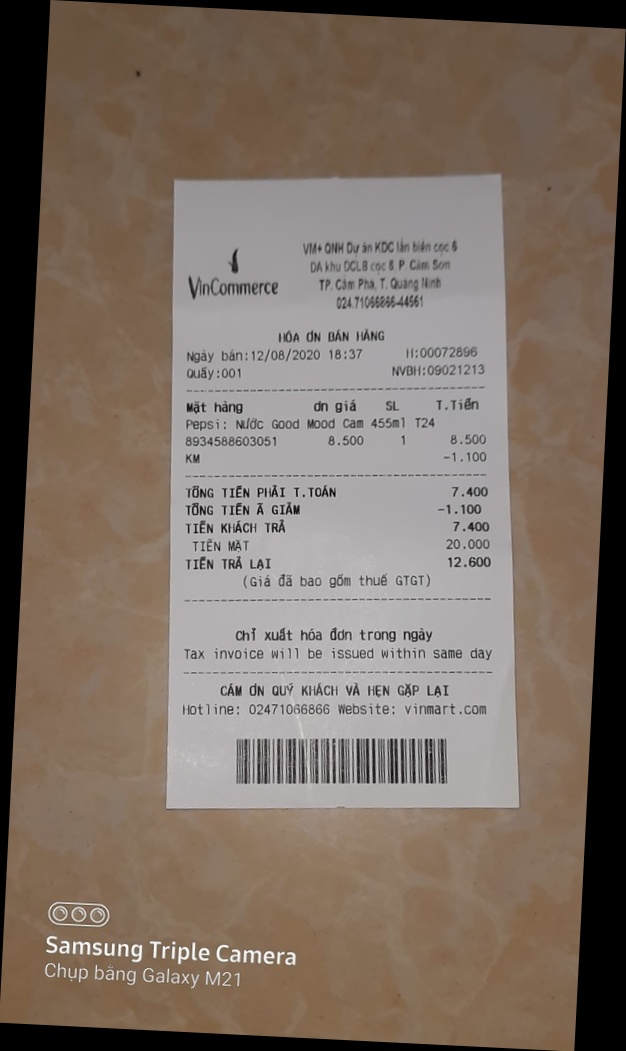 VinCommerce
VM+ QNH Dự án KDC lấn biển cọc 6
DA khu DCLB cọc 6, P. Cẩm Sơn
TP. Cẩm Phả, T. Quảng Ninh
024.71066866-44561
HÓA ƠN BÁN HÀNG
Ngày bán:12/08/2020 18:37 H:00072896
Quầy:001 NVBH:09021213
Mặt hàng ơn giá SL T.Tiền
Pepsi: Nước Good Mood Cam 455ml T24
8934588603051 8.500 1 8.500
KM -1.100
TỔNG TIỀN PHẢI T.TOÁN 7.400
TỔNG TIỀN Ã GIẢM -1.100
TIỀN KHÁCH TRẢ 7.400
TIỀN MẶT 20.000
TIỀN TRẢ LẠI 12.600
(Giá đã bao gồm thuế GTGT)
Chỉ xuất hóa đơn trong ngày
Tax invoice will be issued within same day
CẢM ƠN QUÝ KHÁCH VÀ HẸN GẶP LẠI
Hotline: 02471066866 Website: vinmart.com
Samsung Triple Camera
Chụp bằng Galaxy M21